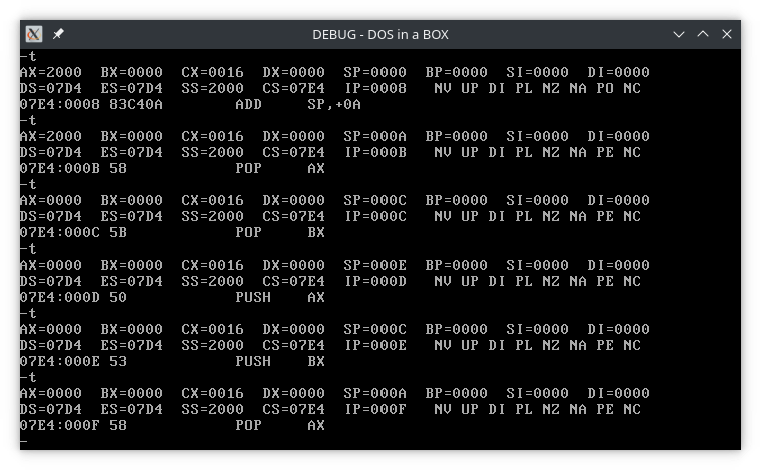 DEBUG - DOS in a BOX
-t
AX=2000  BX=0000  CX=0016  DX=0000  SP=0000  BP=0000  SI=0000  DI=0000
DS=07D4  ES=07D4  SS=2000  CS=07E4  IP=0008   NV UP DI PL NZ NA PO NC
07E4:0008 83C40A        ADD     SP,+0A
-t
AX=2000  BX=0000  CX=0016  DX=0000  SP=000A  BP=0000  SI=0000  DI=0000
DS=07D4  ES=07D4  SS=2000  CS=07E4  IP=000B   NV UP DI PL NZ NA PE NC
07E4:000B 58            POP     AX
-t
AX=0000  BX=0000  CX=0016  DX=0000  SP=000C  BP=0000  SI=0000  DI=0000
DS=07D4  ES=07D4  SS=2000  CS=07E4  IP=000C   NV UP DI PL NZ NA PE NC
07E4:000C 5B            POP     BX
-t
AX=0000  BX=0000  CX=0016  DX=0000  SP=000E  BP=0000  SI=0000  DI=0000
DS=07D4  ES=07D4  SS=2000  CS=07E4  IP=000D   NV UP DI PL NZ NA PE NC
07E4:000D 50            PUSH    AX
-t
AX=0000  BX=0000  CX=0016  DX=0000  SP=000C  BP=0000  SI=0000  DI=0000
DS=07D4  ES=07D4  SS=2000  CS=07E4  IP=000E   NV UP DI PL NZ NA PE NC
07E4:000E 53            PUSH    BX
-t
AX=0000  BX=0000  CX=0016  DX=0000  SP=000A  BP=0000  SI=0000  DI=0000
DS=07D4  ES=07D4  SS=2000  CS=07E4  IP=000F   NV UP DI PL NZ NA PE NC
07E4:000F 58            POP     AX
-